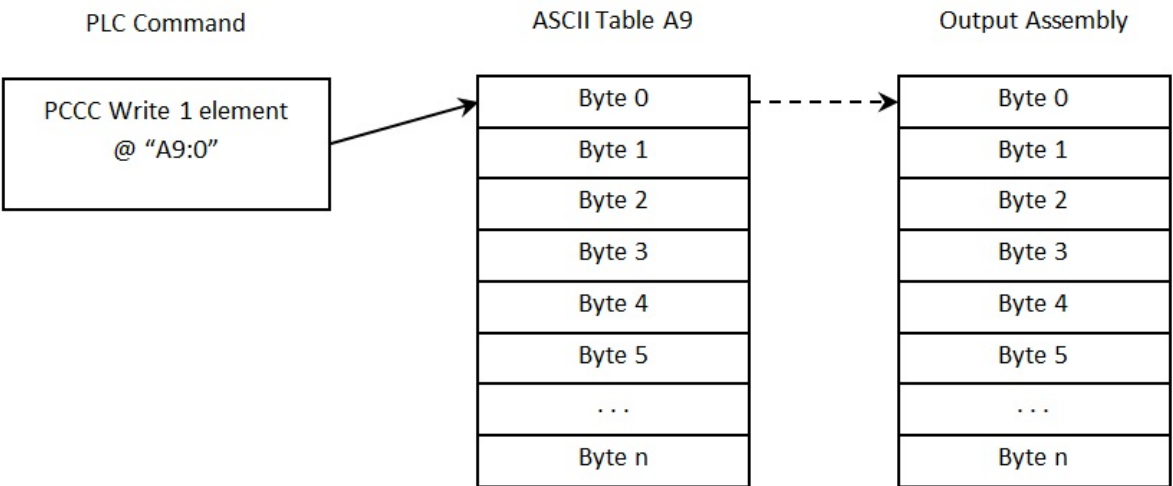 PLC Command
ASCII Table A9
Output Assembly
PCCC Write 1 element
@ “A9:0”
Byte 0
Byte 1
Byte 2
Byte 3
Byte 4
Byte 5
. . .
Byte n
Byte 0
Byte 1
Byte 2
Byte 3
Byte 4
Byte 5
. . .
Byte n